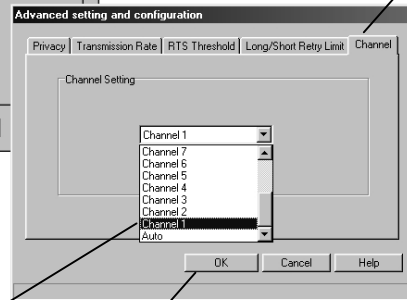 Advanced setting and configuration
Privacy Transmission Rate RTS Threshold Long/Short Retry Limit Channel
Channel Setting
Channel 1
Channel 7
Channel 6
Channel 5
Channel 4
Channel 3
Channel 2
Channel 1
Auto
OK Cancel Help